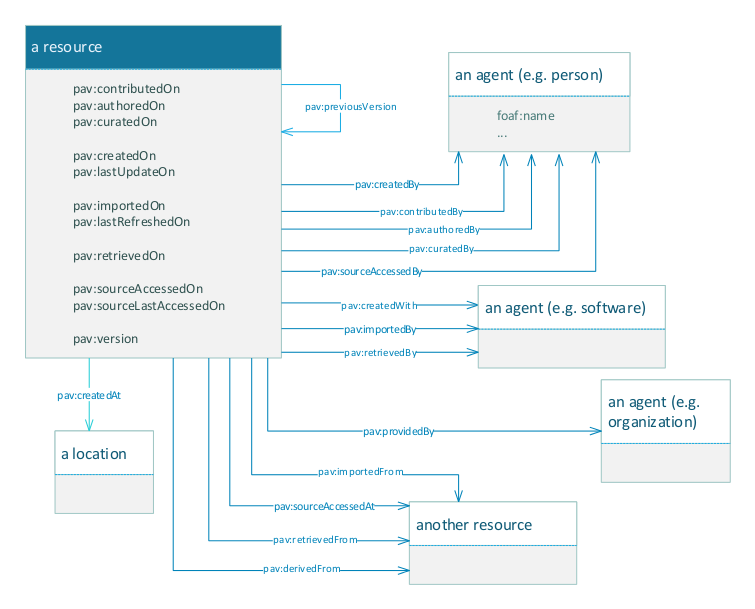 a resource
pav:contributedOn
pav:authoredOn
pav:curatedOn
pav:createdOn
pav:lastUpdateOn
pav:importedOn
pav:lastRefreshedOn
pav:retrievedOn
pav:sourceAccessedOn
pav:sourceLastAccessedOn
pav:version
pav:previousVersion
an agent (e.g. person)
foaf:name
...
pav:createdBy
pav:contributedBy
pav:authoredBy
pav:curatedBy
pav:sourceAccessedBy
pav:createdWith
pav:importedBy
pav:retrievedBy
an agent (e.g. software)
pav:createdAt
a location
pav:providedBy
an agent (e.g.
organization)
pav:importedFrom
pav:sourceAccessedAt
pav:retrievedFrom
pav:derivedFrom
another resource